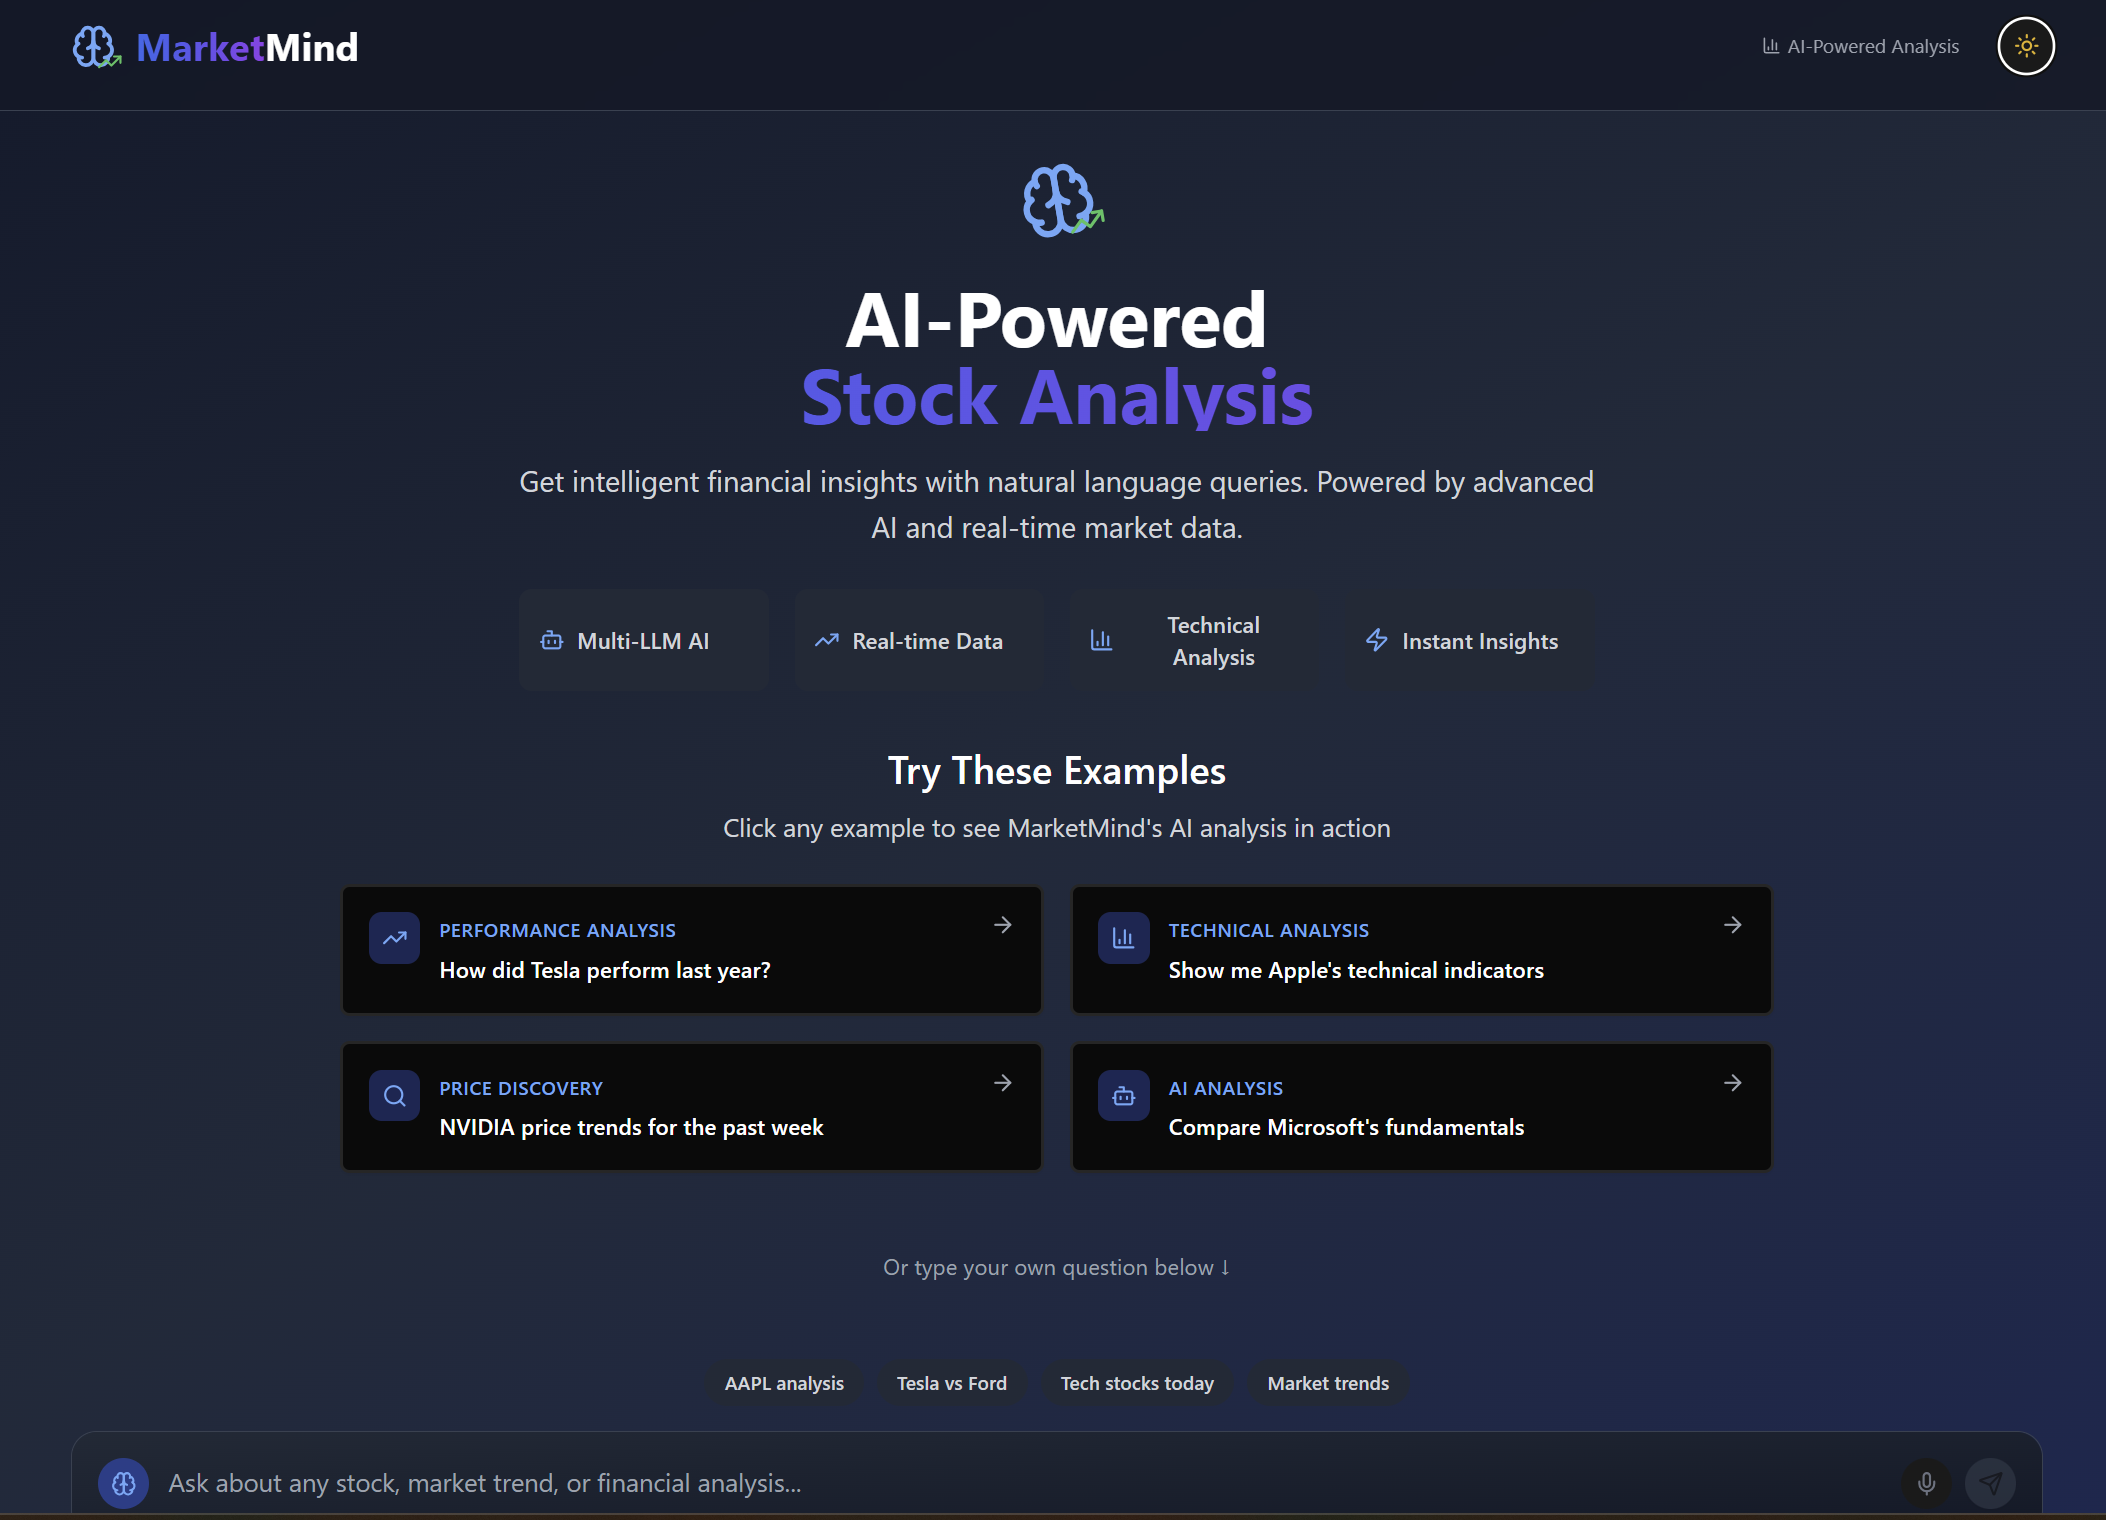 MarketMind
AI-Powered Analysis
AI-Powered
Stock Analysis
Get intelligent financial insights with natural language queries. Powered by advanced
AI and real-time market data.
Multi-LLM AI
Real-time Data
Technical
Analysis
Instant Insights
Try These Examples
Click any example to see MarketMind's AI analysis in action
PERFORMANCE ANALYSIS
How did Tesla perform last year?
TECHNICAL ANALYSIS
Show me Apple's technical indicators
PRICE DISCOVERY
NVIDIA price trends for the past week
AI ANALYSIS
Compare Microsoft's fundamentals
Or type your own question below ↓
AAPL analysis
Tesla vs Ford
Tech stocks today
Market trends
Ask about any stock, market trend, or financial analysis...